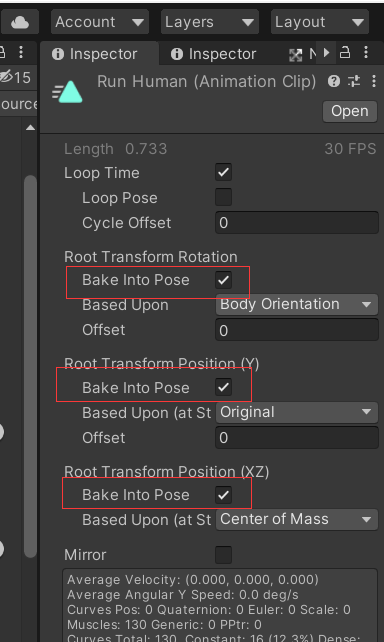 Account Layers Layout
Inspector Inspector N
15 Run Human (Animation Clip)
ource
Open
Length 0.733 30 FPS
Loop Time
Loop Pose
Cycle Offset 0
Root Transform Rotation
Bake Into Pose
Based Upon Body Orientation
Offset 0
Root Transform Position (Y)
Bake Into Pose
Based Upon (at St Original
Offset 0
Root Transform Position (XZ)
Bake Into Pose
Based Upon (at St Center of Mass
Mirror
Average Velocity: (0.000, 0.000, 0.000)
Average Angular Y Speed: 0.0 deg/s
Curves Pos: 0 Quaternion: 0 Euler: 0 Scale: 0
Muscles: 130 Generic: 0 PPtr: 0
Curves Total: 130, Constant: 16 (12.3%) Dense: